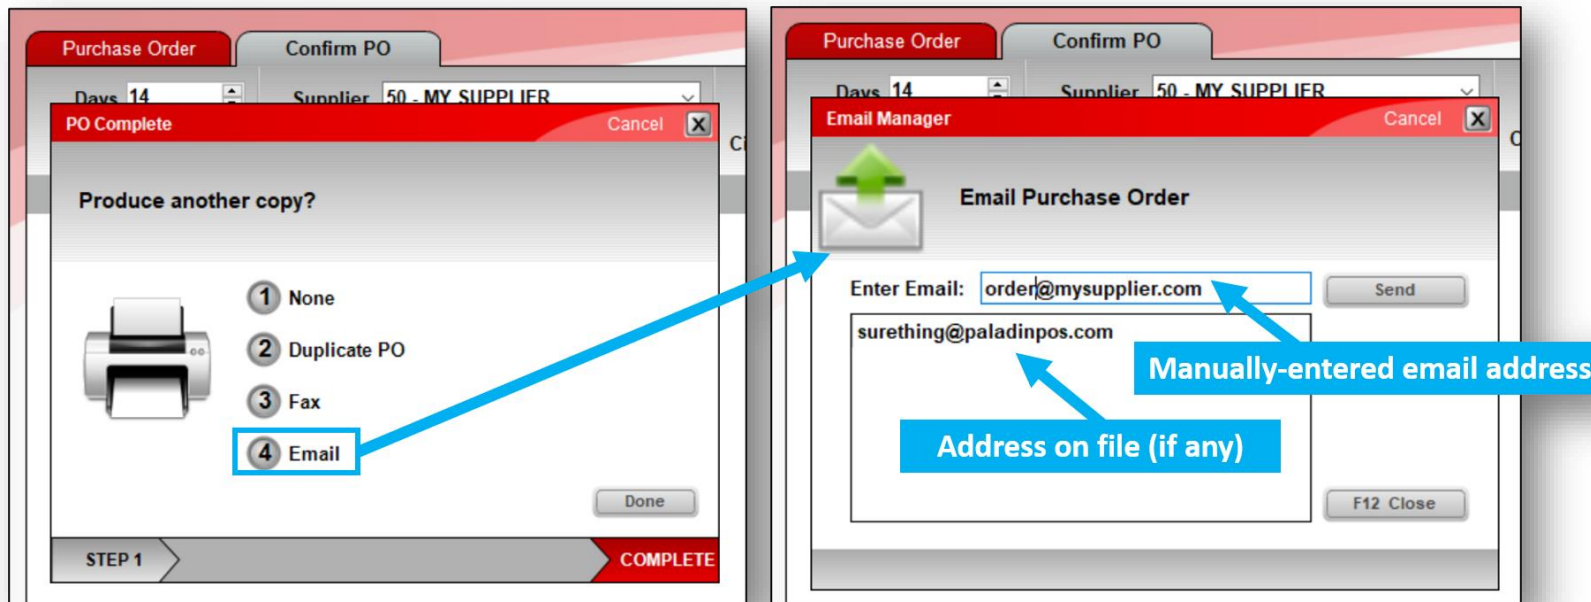 Purchase Order
Confirm PO
Days 14
Supplier 50 - MY SUPPLIER
PO Complete
Cancel X
Ci
Produce another copy?
1 None
2 Duplicate PO
3 Fax
4 Email
Done
STEP 1
COMPLETE
Purchase Order
Confirm PO
Days 14
Supplier 50 - MY SUPPLIER
Email Manager
Cancel X
Email Purchase Order
Enter Email: order@mysupplier.com
Send
surething@paladinpos.com
Manually-entered email address
Address on file (if any)
F12 Close